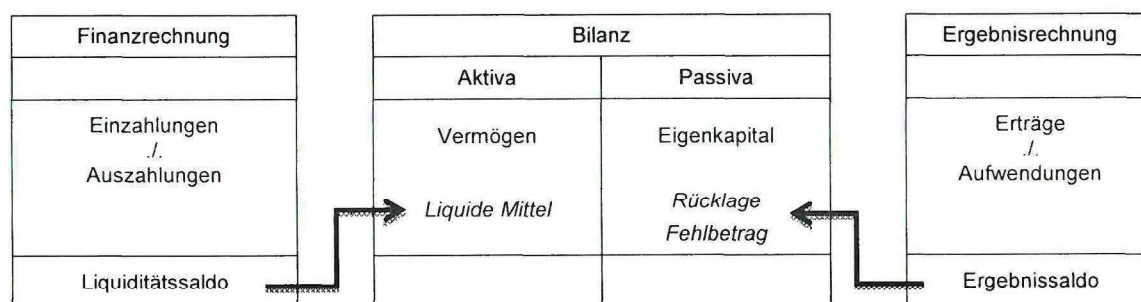 Finanzrechnung
Einzahlungen
./.
Auszahlungen
Liquiditätssaldo
Bilanz
Aktiva
Passiva
Vermögen
Eigenkapital
Liquide Mittel
Rücklage
Fehlbetrag
Ergebnisrechnung
Erträge
./.
Aufwendungen
Ergebnissaldo